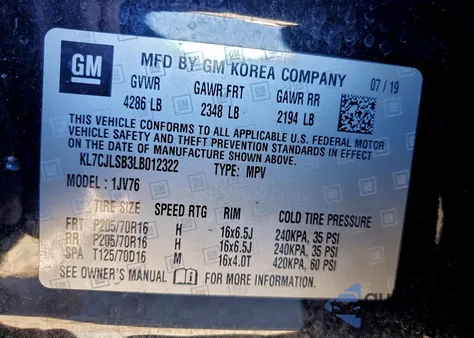 GM
MFD BY GM KOREA COMPANY
07 / 19
GVWR GAWR FRT GAWR RR
4286 LB 2348 LB 2194 LB
THIS VEHICLE CONFORMS TO ALL APPLICABLE U.S. FEDERAL MOTOR
VEHICLE SAFETY AND THEFT PREVENTION STANDARDS IN EFFECT
ON THE DATE OF MANUFACTURE SHOWN ABOVE.
KL7CJLSB3LB012322 TYPE: MPV
MODEL: 1JV76
TIRE SIZE SPEED RTG RIM COLD TIRE PRESSURE
FRT P205/70R16 H 16x6.5J 240KPA, 35 PSI
RR P205/70R16 H 16x6.5J 240KPA, 35 PSI
SPA T125/70D16 M 16x4.0T 420KPA, 60 PSI
SEE OWNER'S MANUAL FOR MORE INFORMATION